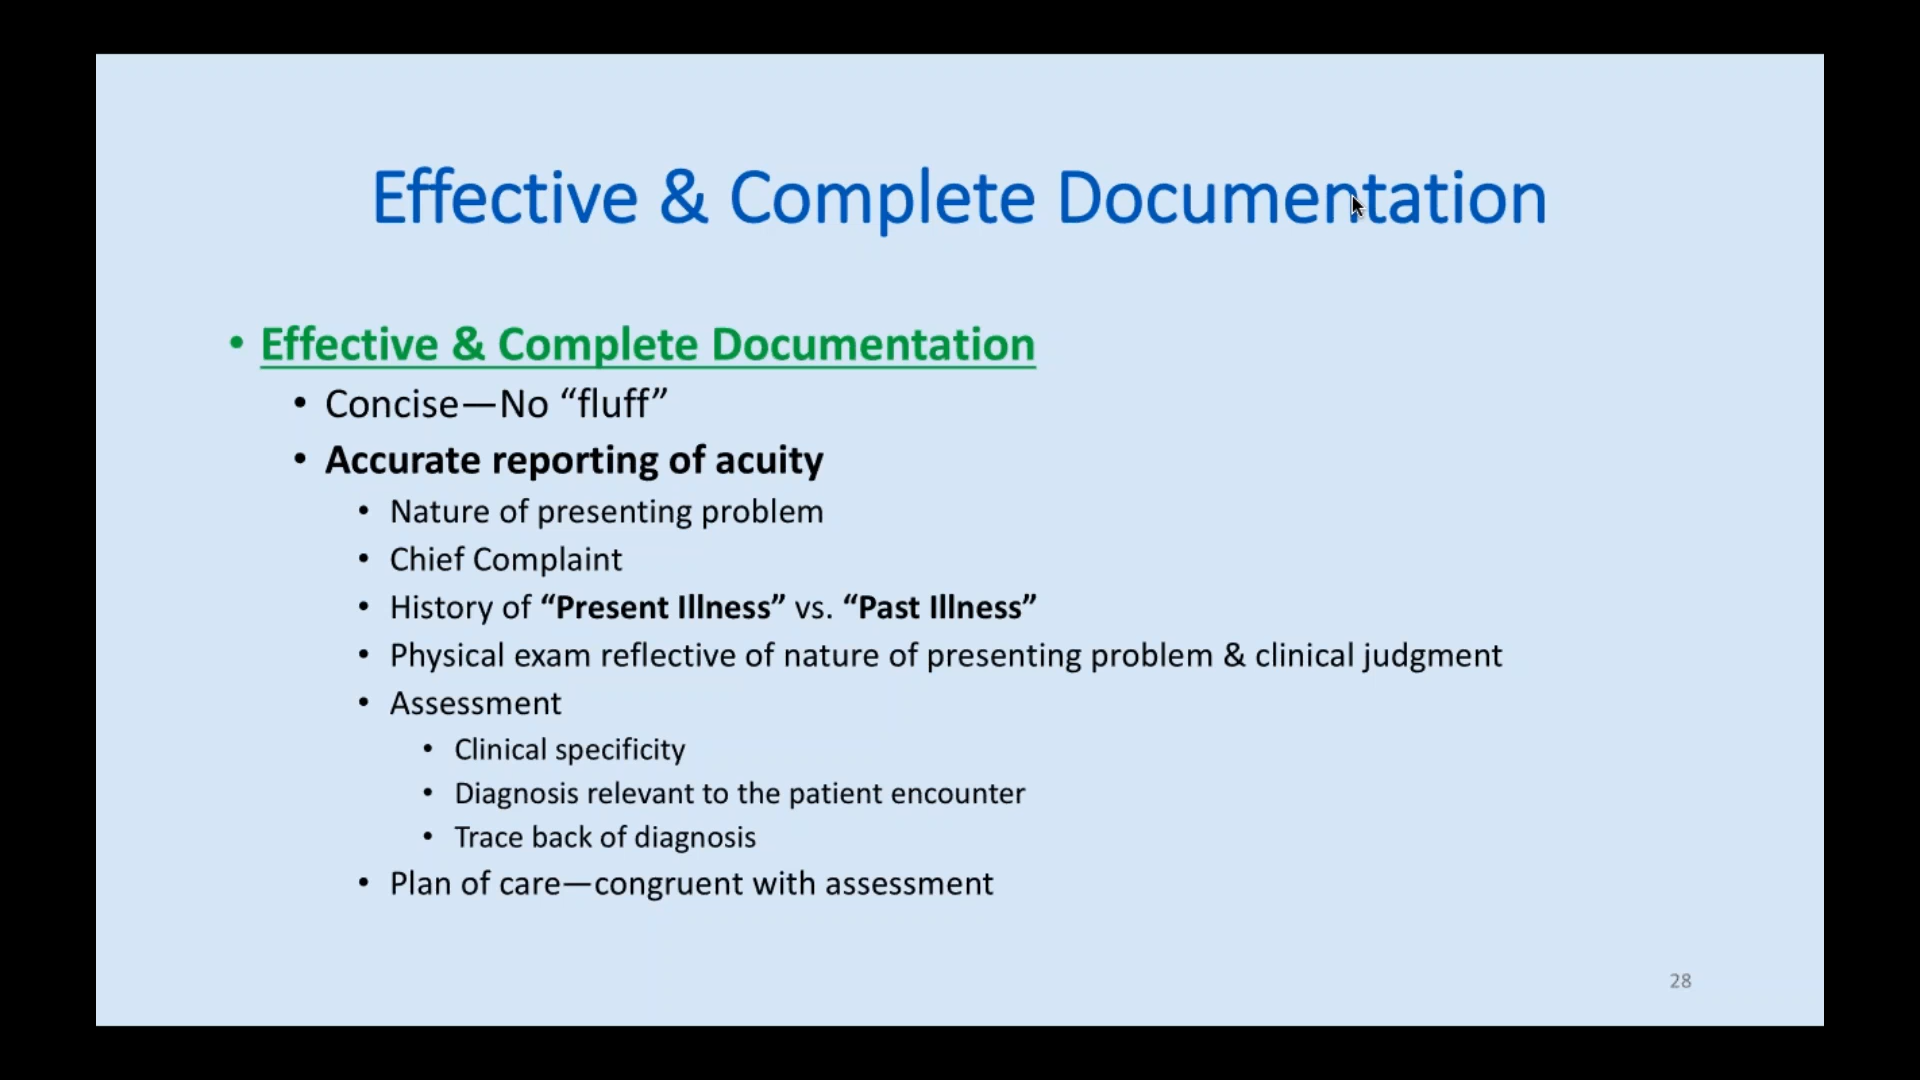 Effective & Complete Documentation
• Effective & Complete Documentation
• Concise—No “fluff”
• Accurate reporting of acuity
• Nature of presenting problem
• Chief Complaint
• History of “Present Illness” vs. “Past Illness”
• Physical exam reflective of nature of presenting problem & clinical judgment
• Assessment
• Clinical specificity
• Diagnosis relevant to the patient encounter
• Trace back of diagnosis
• Plan of care—congruent with assessment
28